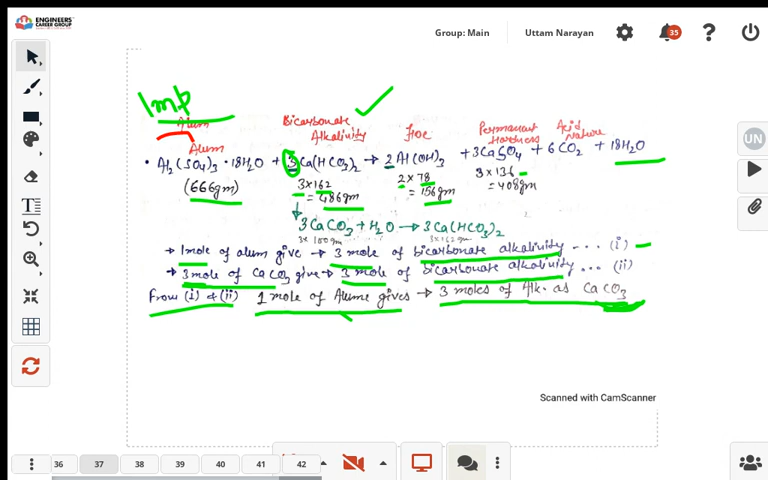 ENGINEERS
CAREER GROUP
Group: Main
Uttam Narayan
35
Imp
Alum
Bicarbonate
Alkalinity
Floc
Permanant
Hardness
Acid
Nature
Alum
• Al2(SO4)3·18H2O + 3Ca(HCO3)2 → 2Al(OH)3 + 3CaSO4 + 6CO2 + 18H2O
(666gm)
3×162
= 486gm
2×78
= 156gm
3×136
= 408gm
3CaCO3 + H2O → 3Ca(HCO3)2
3×100gm
3×162gm
→ 1mole of alum give → 3 mole of bicarbonate alkalinity ... (i)
→ 3mole of CaCO3 give → 3 mole of bicarbonate alkalinity ... (ii)
From (i) & (ii) 1 mole of Alume gives → 3 moles of Alk. as CaCO3
Scanned with CamScanner
UN
36 37 38 39 40 41 42